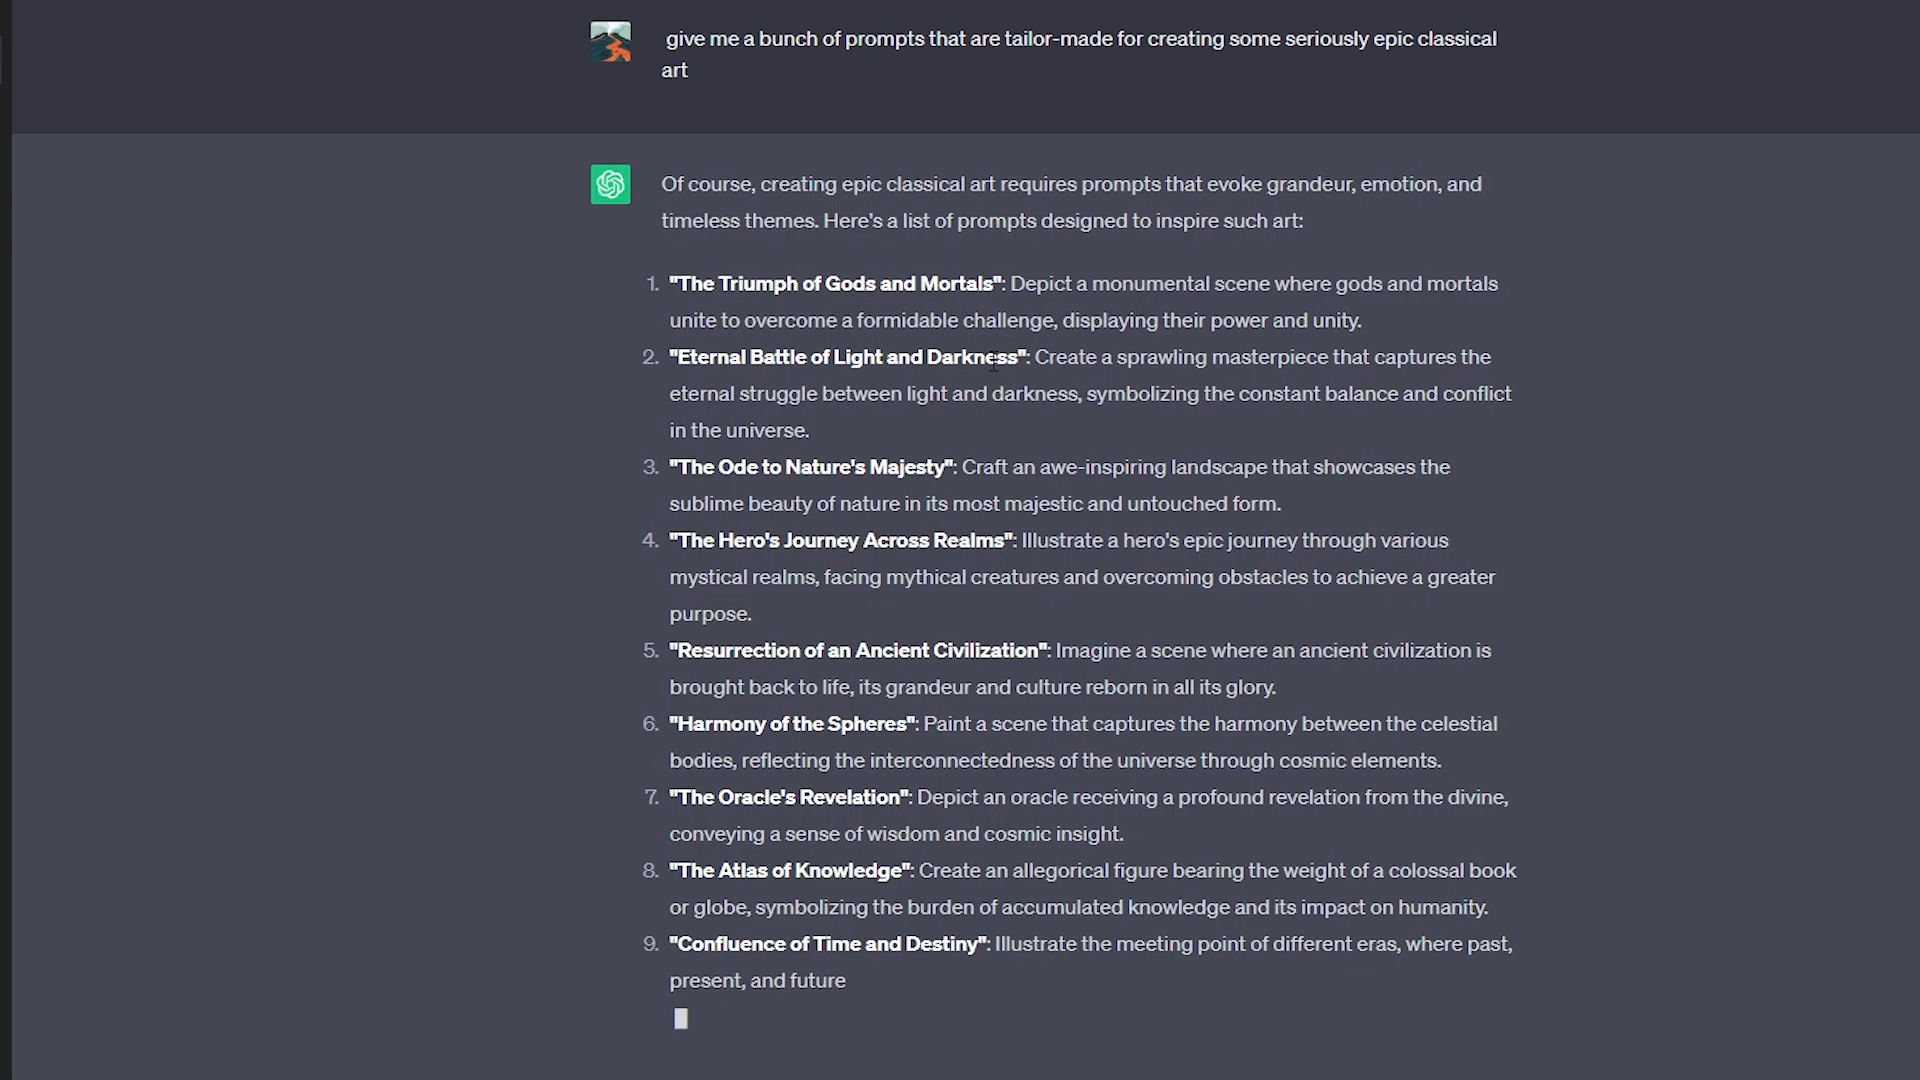 give me a bunch of prompts that are tailor-made for creating some seriously epic classical
art
Of course, creating epic classical art requires prompts that evoke grandeur, emotion, and
timeless themes. Here's a list of prompts designed to inspire such art:
1. "The Triumph of Gods and Mortals": Depict a monumental scene where gods and mortals
unite to overcome a formidable challenge, displaying their power and unity.
2. "Eternal Battle of Light and Darkness": Create a sprawling masterpiece that captures the
eternal struggle between light and darkness, symbolizing the constant balance and conflict
in the universe.
3. "The Ode to Nature's Majesty": Craft an awe-inspiring landscape that showcases the
sublime beauty of nature in its most majestic and untouched form.
4. "The Hero's Journey Across Realms": Illustrate a hero's epic journey through various
mystical realms, facing mythical creatures and overcoming obstacles to achieve a greater
purpose.
5. "Resurrection of an Ancient Civilization": Imagine a scene where an ancient civilization is
brought back to life, its grandeur and culture reborn in all its glory.
6. "Harmony of the Spheres": Paint a scene that captures the harmony between the celestial
bodies, reflecting the interconnectedness of the universe through cosmic elements.
7. "The Oracle's Revelation": Depict an oracle receiving a profound revelation from the divine,
conveying a sense of wisdom and cosmic insight.
8. "The Atlas of Knowledge": Create an allegorical figure bearing the weight of a colossal book
or globe, symbolizing the burden of accumulated knowledge and its impact on humanity.
9. "Confluence of Time and Destiny": Illustrate the meeting point of different eras, where past,
present, and future